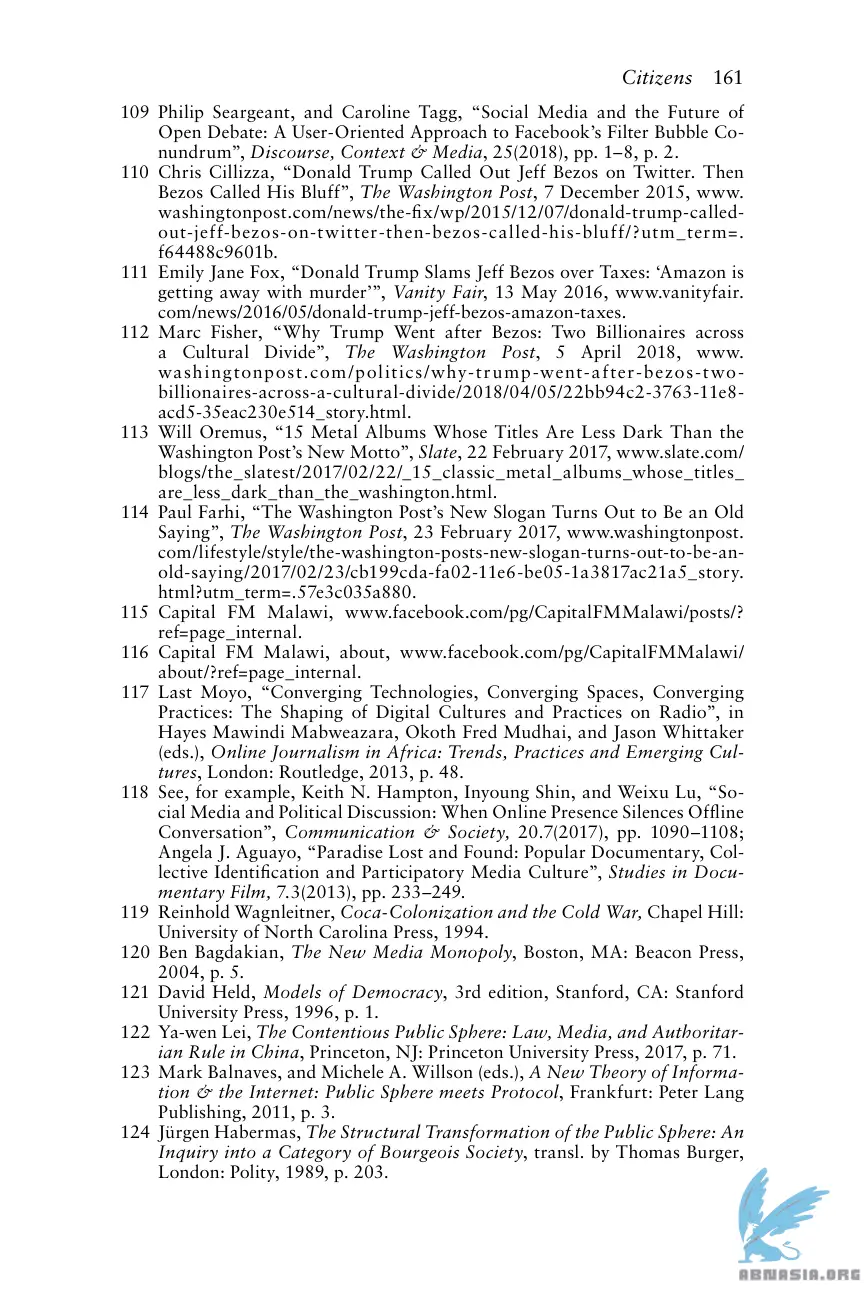 Citizens 161
109 Philip Seargeant, and Caroline Tagg, “Social Media and the Future of
Open Debate: A User-Oriented Approach to Facebook’s Filter Bubble Co-
nundrum”, Discourse, Context & Media, 25(2018), pp. 1–8, p. 2.
110 Chris Cillizza, “Donald Trump Called Out Jeff Bezos on Twitter. Then
Bezos Called His Bluff”, The Washington Post, 7 December 2015, www.
washingtonpost.com/news/the-fix/wp/2015/12/07/donald-trump-called-
out-jeff-bezos-on-twitter-then-bezos-called-his-bluff/?utm_term=.
f64488c9601b.
111 Emily Jane Fox, “Donald Trump Slams Jeff Bezos over Taxes: ‘Amazon is
getting away with murder’”, Vanity Fair, 13 May 2016, www.vanityfair.
com/news/2016/05/donald-trump-jeff-bezos-amazon-taxes.
112 Marc Fisher, “Why Trump Went after Bezos: Two Billionaires across
a Cultural Divide”, The Washington Post, 5 April 2018, www.
washingtonpost.com/politics/why-trump-went-after-bezos-two-
billionaires-across-a-cultural-divide/2018/04/05/22bb94c2-3763-11e8-
acd5-35eac230e514_story.html.
113 Will Oremus, “15 Metal Albums Whose Titles Are Less Dark Than the
Washington Post’s New Motto”, Slate, 22 February 2017, www.slate.com/
blogs/the_slatest/2017/02/22/_15_classic_metal_albums_whose_titles_
are_less_dark_than_the_washington.html.
114 Paul Farhi, “The Washington Post’s New Slogan Turns Out to Be an Old
Saying”, The Washington Post, 23 February 2017, www.washingtonpost.
com/lifestyle/style/the-washington-posts-new-slogan-turns-out-to-be-an-
old-saying/2017/02/23/cb199cda-fa02-11e6-be05-1a3817ac21a5_story.
html?utm_term=.57e3c035a880.
115 Capital FM Malawi, www.facebook.com/pg/CapitalFMMalawi/posts/?
ref=page_internal.
116 Capital FM Malawi, about, www.facebook.com/pg/CapitalFMMalawi/
about/?ref=page_internal.
117 Last Moyo, “Converging Technologies, Converging Spaces, Converging
Practices: The Shaping of Digital Cultures and Practices on Radio”, in
Hayes Mawindi Mabweazara, Okoth Fred Mudhai, and Jason Whittaker
(eds.), Online Journalism in Africa: Trends, Practices and Emerging Cul-
tures, London: Routledge, 2013, p. 48.
118 See, for example, Keith N. Hampton, Inyoung Shin, and Weixu Lu, “So-
cial Media and Political Discussion: When Online Presence Silences Offline
Conversation”, Communication & Society, 20.7(2017), pp. 1090–1108;
Angela J. Aguayo, “Paradise Lost and Found: Popular Documentary, Col-
lective Identification and Participatory Media Culture”, Studies in Docu-
mentary Film, 7.3(2013), pp. 233–249.
119 Reinhold Wagnleitner, Coca-Colonization and the Cold War, Chapel Hill:
University of North Carolina Press, 1994.
120 Ben Bagdakian, The New Media Monopoly, Boston, MA: Beacon Press,
2004, p. 5.
121 David Held, Models of Democracy, 3rd edition, Stanford, CA: Stanford
University Press, 1996, p. 1.
122 Ya-wen Lei, The Contentious Public Sphere: Law, Media, and Authoritar-
ian Rule in China, Princeton, NJ: Princeton University Press, 2017, p. 71.
123 Mark Balnaves, and Michele A. Willson (eds.), A New Theory of Informa-
tion & the Internet: Public Sphere meets Protocol, Frankfurt: Peter Lang
Publishing, 2011, p. 3.
124 Jürgen Habermas, The Structural Transformation of the Public Sphere: An
Inquiry into a Category of Bourgeois Society, transl. by Thomas Burger,
London: Polity, 1989, p. 203.
ABNASIA.ORG